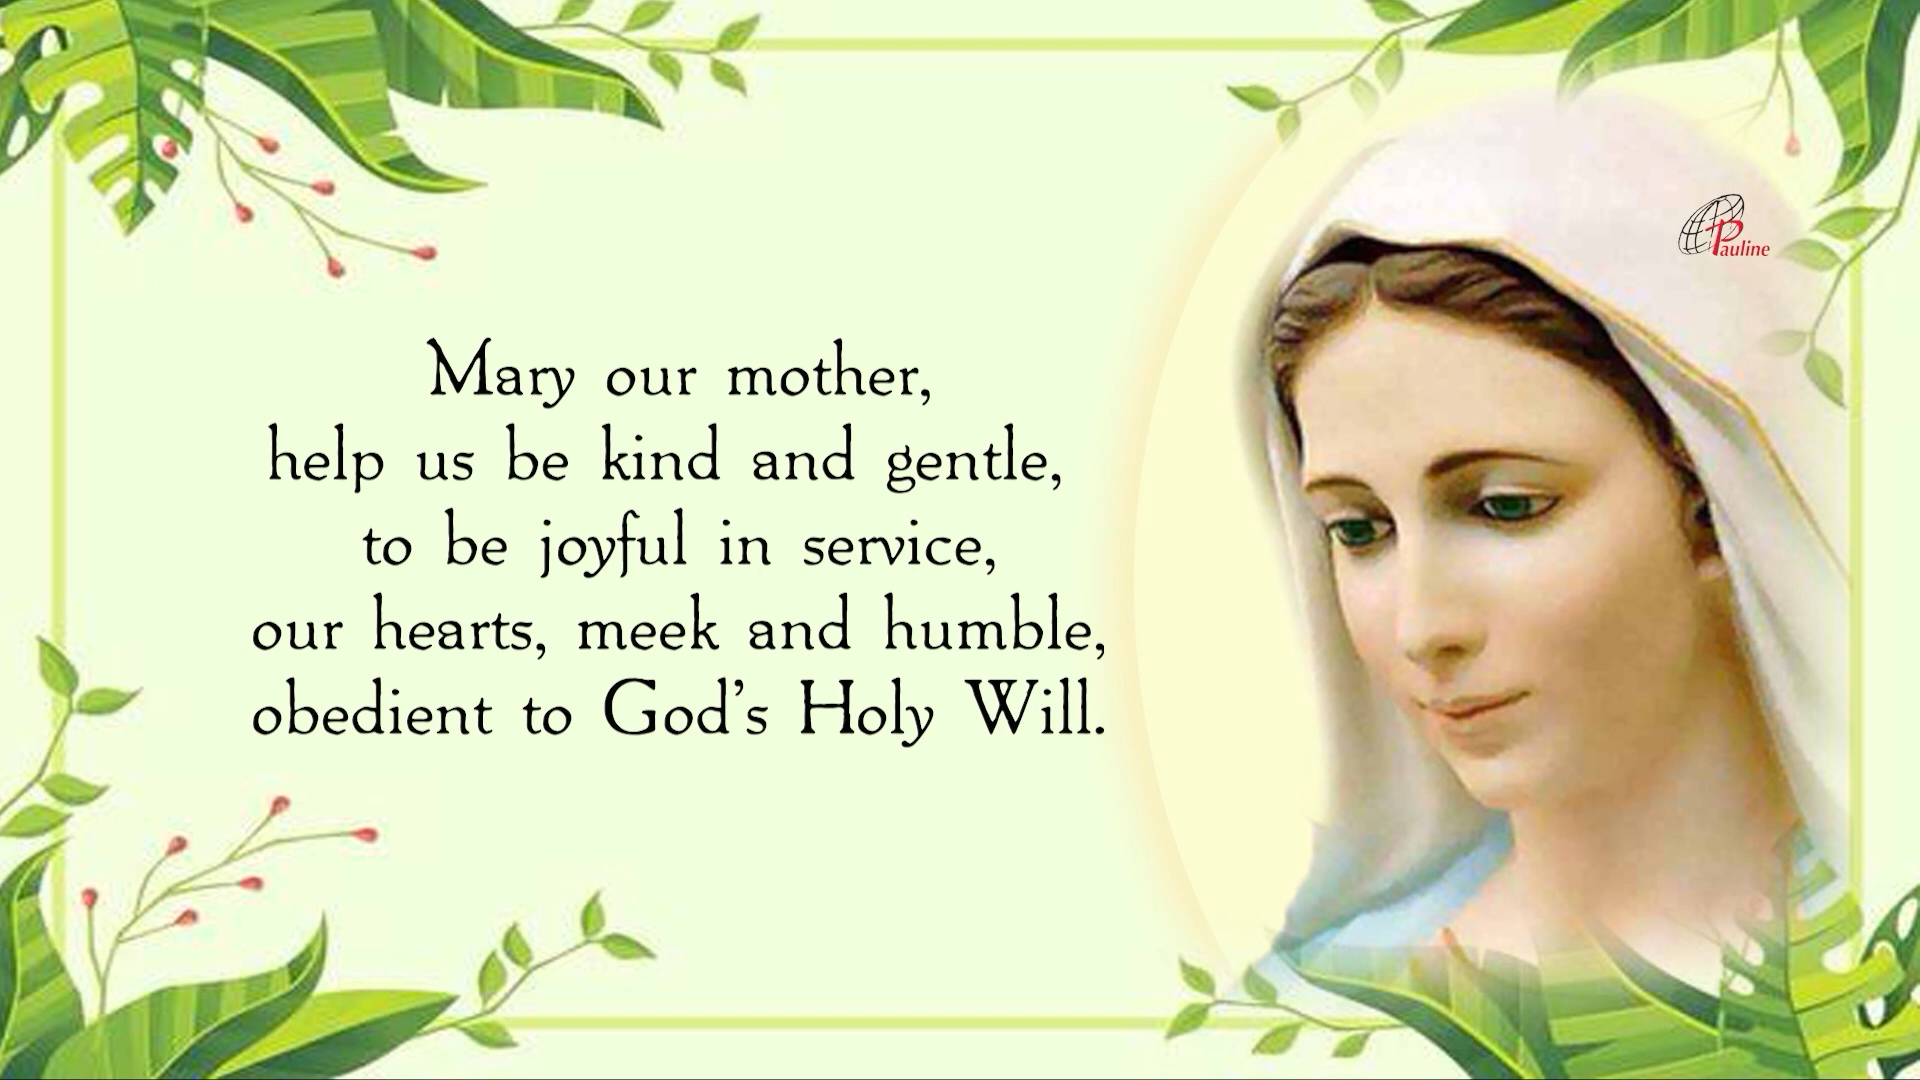 Pauline
Mary our mother,
help us be kind and gentle,
to be joyful in service,
our hearts, meek and humble,
obedient to God's Holy Will.